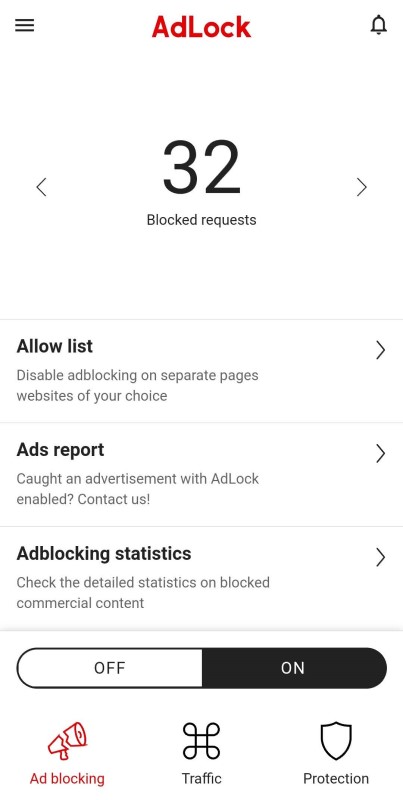 AdLock
32
Blocked requests
Allow list
Disable adblocking on separate pages
websites of your choice
Ads report
Caught an advertisement with AdLock
enabled? Contact us!
Adblocking statistics
Check the detailed statistics on blocked
commercial content
OFF ON
Ad blocking Traffic Protection